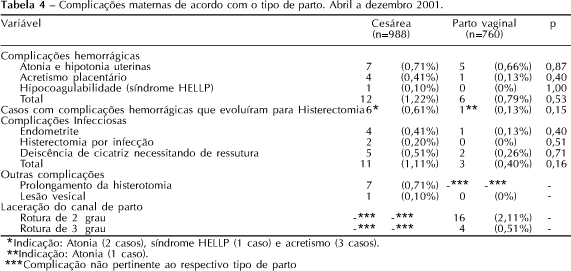 Tabela 4 – Complicações maternas de acordo com o tipo de parto. Abril a dezembro 2001.
Variável Cesárea Parto vaginal p
(n=988) (n=760)
Complicações hemorrágicas
Atonia e hipotonia uterinas 7 (0,71%) 5 (0,66%) 0,87
Acretismo placentário 4 (0,41%) 1 (0,13%) 0,40
Hipocoagulabilidade (síndrome HELLP) 1 (0,10%) 0 (0%) 1,00
Total 12 (1,22%) 6 (0,79%) 0,53
Casos com complicações hemorrágicas que evoluíram para Histerectomia 6* (0,61%) 1** (0,13%) 0,15
Complicações Infecciosas
Endometrite 4 (0,41%) 1 (0,13%) 0,40
Histerectomia por infecção 2 (0,20%) 0 (0%) 0,51
Deiscência de cicatriz necessitando de ressutura 5 (0,51%) 2 (0,26%) 0,71
Total 11 (1,11%) 3 (0,40%) 0,16
Outras complicações
Prolongamento da histerotomia 7 (0,71%) -*** -*** -
Lesão vesical 1 (0,10%) 0 (0%) -
Laceração do canal de parto
Rotura de 2 grau -*** -*** 16 (2,11%) -
Rotura de 3 grau -*** -*** 4 (0,51%) -
*Indicação: Atonia (2 casos), síndrome HELLP (1 caso) e acretismo (3 casos).
**Indicação: Atonia (1 caso).
***Complicação não pertinente ao respectivo tipo de parto